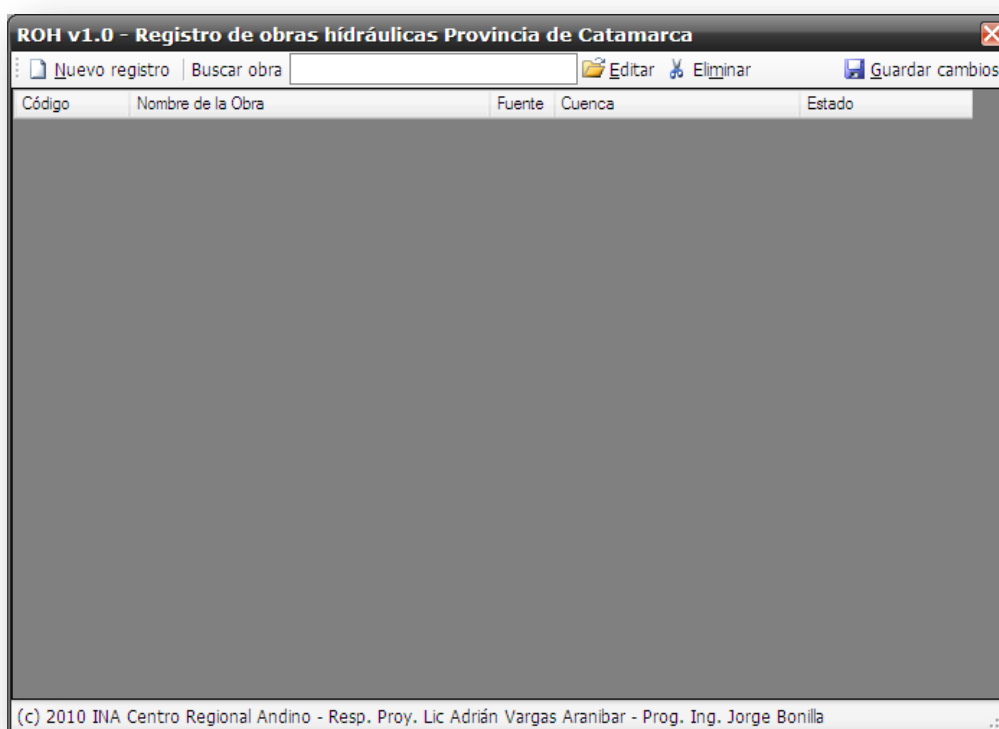 ROH v1.0 - Registro de obras hídráulicas Provincia de Catamarca
Nuevo registro Buscar obra Editar Eliminar Guardar cambios
Código Nombre de la Obra Fuente Cuenca Estado
(c) 2010 INA Centro Regional Andino - Resp. Proy. Lic Adrián Vargas Aranibar - Prog. Ing. Jorge Bonilla